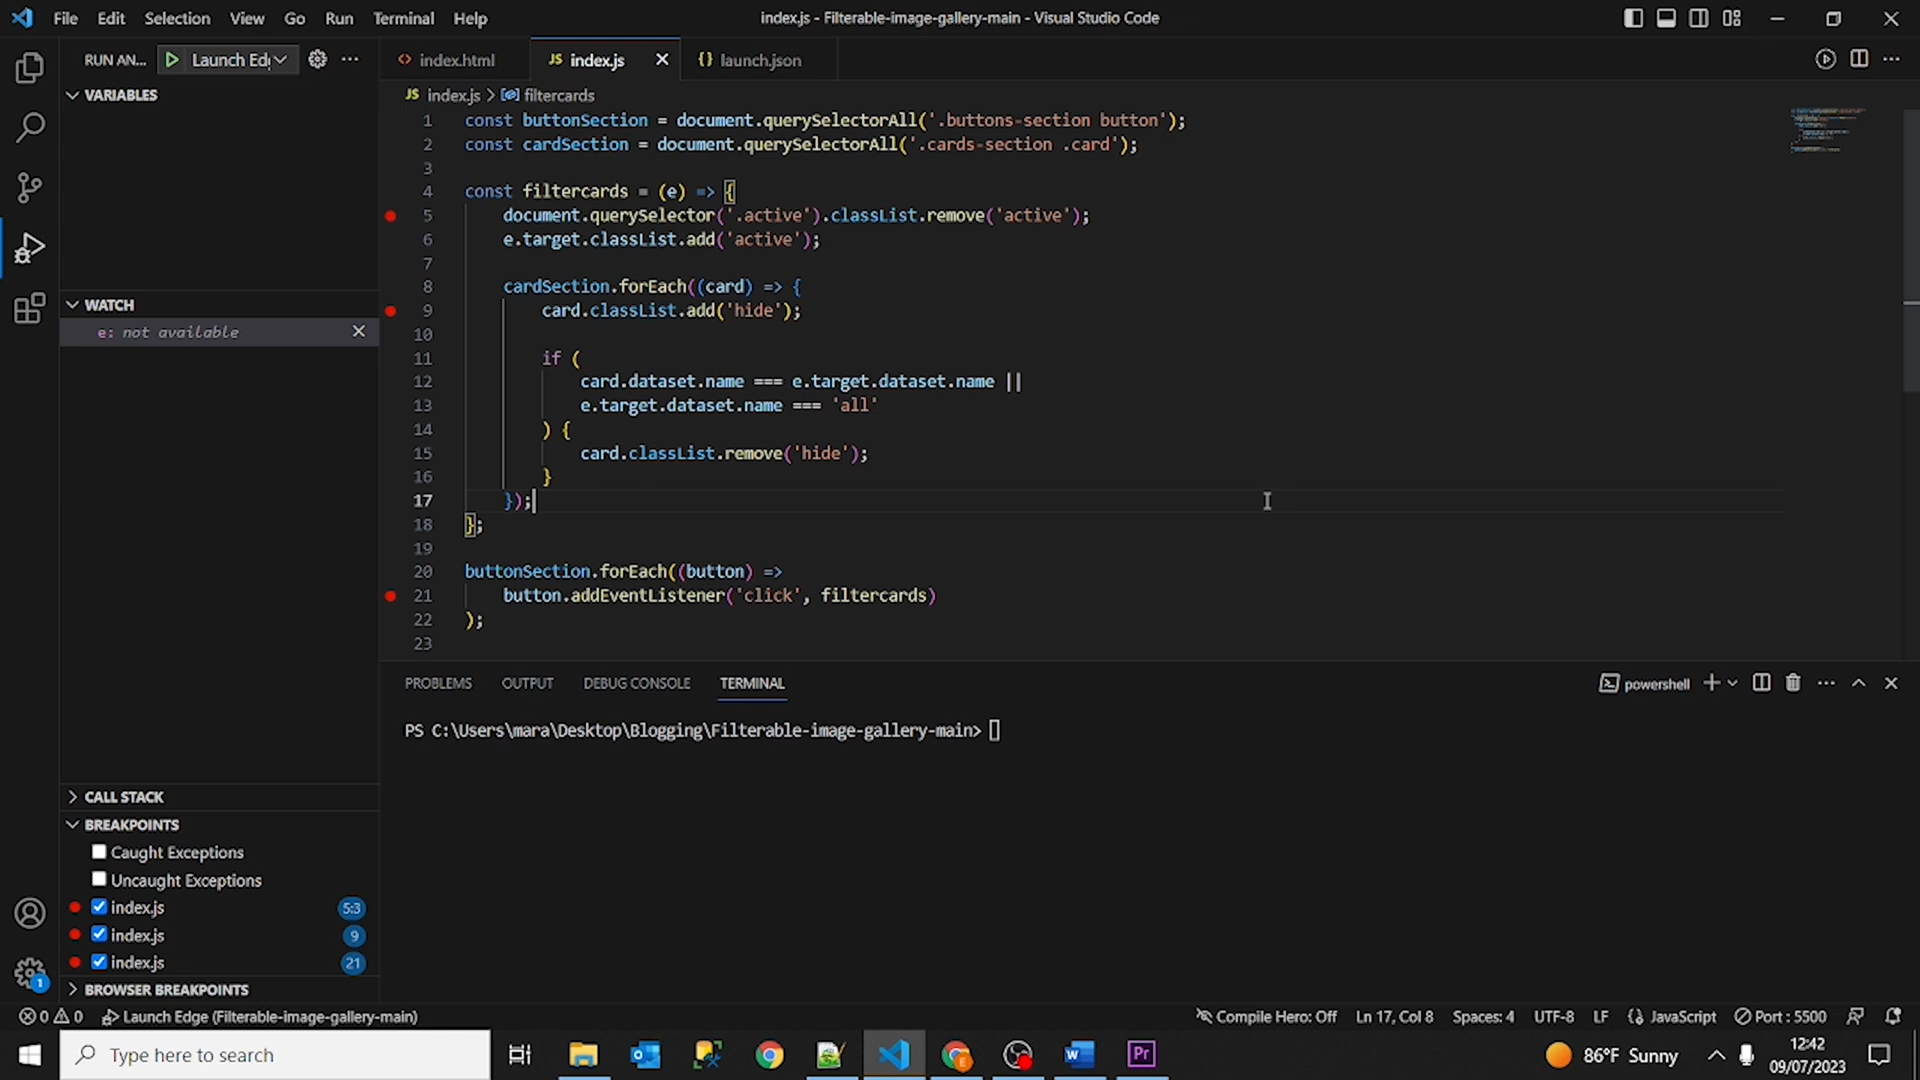 File Edit Selection View Go Run Terminal Help
index.js - Filterable-image-gallery-main - Visual Studio Code
RUN AN... Launch Ed
index.html index.js launch.json
VARIABLES
index.js > filtercards
1 const buttonSection = document.querySelectorAll('.buttons-section button');
2 const cardSection = document.querySelectorAll('.cards-section .card');
3
4 const filtercards = (e) => {
5 document.querySelector('.active').classList.remove('active');
6 e.target.classList.add('active');
7
8 cardSection.forEach((card) => {
9 card.classList.add('hide');
10
11 if (
12 card.dataset.name === e.target.dataset.name ||
13 e.target.dataset.name === 'all'
14 ) {
15 card.classList.remove('hide');
16 }
17 });
18 };
19
20 buttonSection.forEach((button) =>
21 button.addEventListener('click', filtercards)
22 );
23
WATCH
e: not available
PROBLEMS OUTPUT DEBUG CONSOLE TERMINAL
powershell
PS C:\Users\mara\Desktop\Blogging\Filterable-image-gallery-main>
CALL STACK
BREAKPOINTS
Caught Exceptions
Uncaught Exceptions
index.js 5:3
index.js 9
index.js 21
BROWSER BREAKPOINTS
1
0 0 Launch Edge (Filterable-image-gallery-main)
Compile Hero: Off Ln 17, Col 8 Spaces: 4 UTF-8 LF JavaScript Port : 5500
Type here to search
Pr
86°F Sunny
12:42
09/07/2023